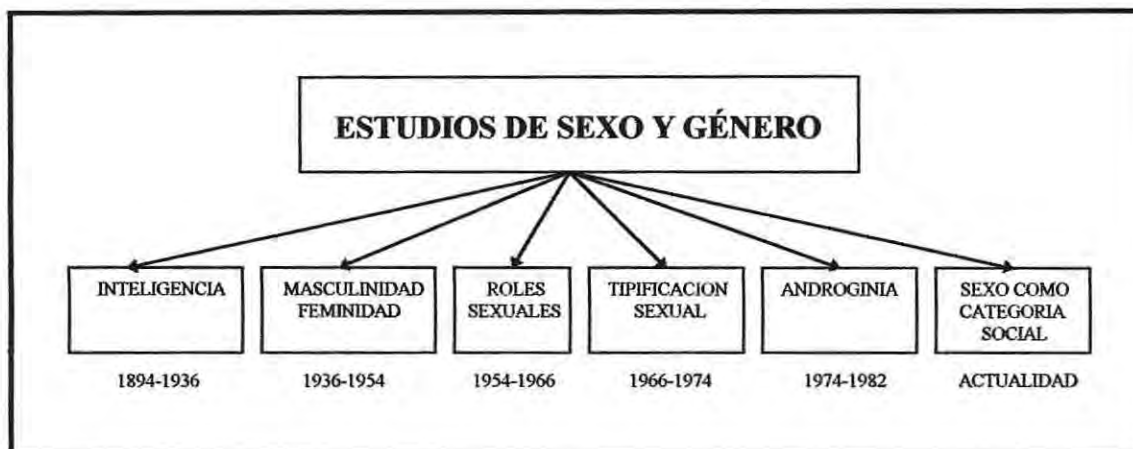 ESTUDIOS DE SEXO Y GÉNERO
INTELIGENCIA
MASCULINIDAD
FEMINIDAD
ROLES
SEXUALES
TIPIFICACION
SEXUAL
ANDROGINIA
SEXO COMO
CATEGORIA
SOCIAL
1894-1936
1936-1954
1954-1966
1966-1974
1974-1982
ACTUALIDAD